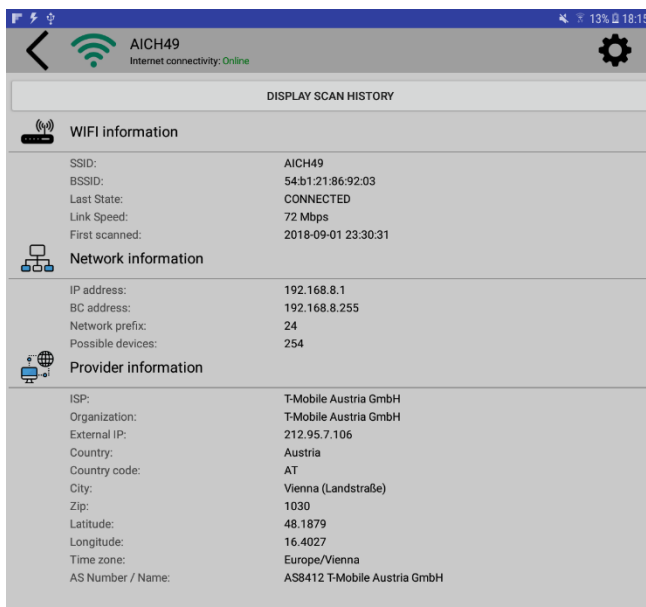 13% 18:15
AICH49
Internet connectivity: Online
DISPLAY SCAN HISTORY
WIFI information
SSID: AICH49
BSSID: 54:b1:21:86:92:03
Last State: CONNECTED
Link Speed: 72 Mbps
First scanned: 2018-09-01 23:30:31
Network information
IP address: 192.168.8.1
BC address: 192.168.8.255
Network prefix: 24
Possible devices: 254
Provider information
ISP: T-Mobile Austria GmbH
Organization: T-Mobile Austria GmbH
External IP: 212.95.7.106
Country: Austria
Country code: AT
City: Vienna (Landstraße)
Zip: 1030
Latitude: 48.1879
Longitude: 16.4027
Time zone: Europe/Vienna
AS Number / Name: AS8412 T-Mobile Austria GmbH